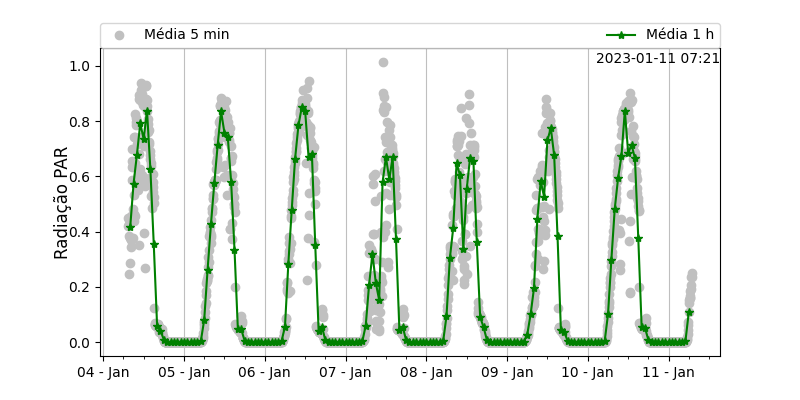 Média 5 min
Média 1 h
2023-01-11 07:21
Radiação PAR
1.0
0.8
0.6
0.4
0.2
0.0
04 - Jan
05 - Jan
06 - Jan
07 - Jan
08 - Jan
09 - Jan
10 - Jan
11 - Jan